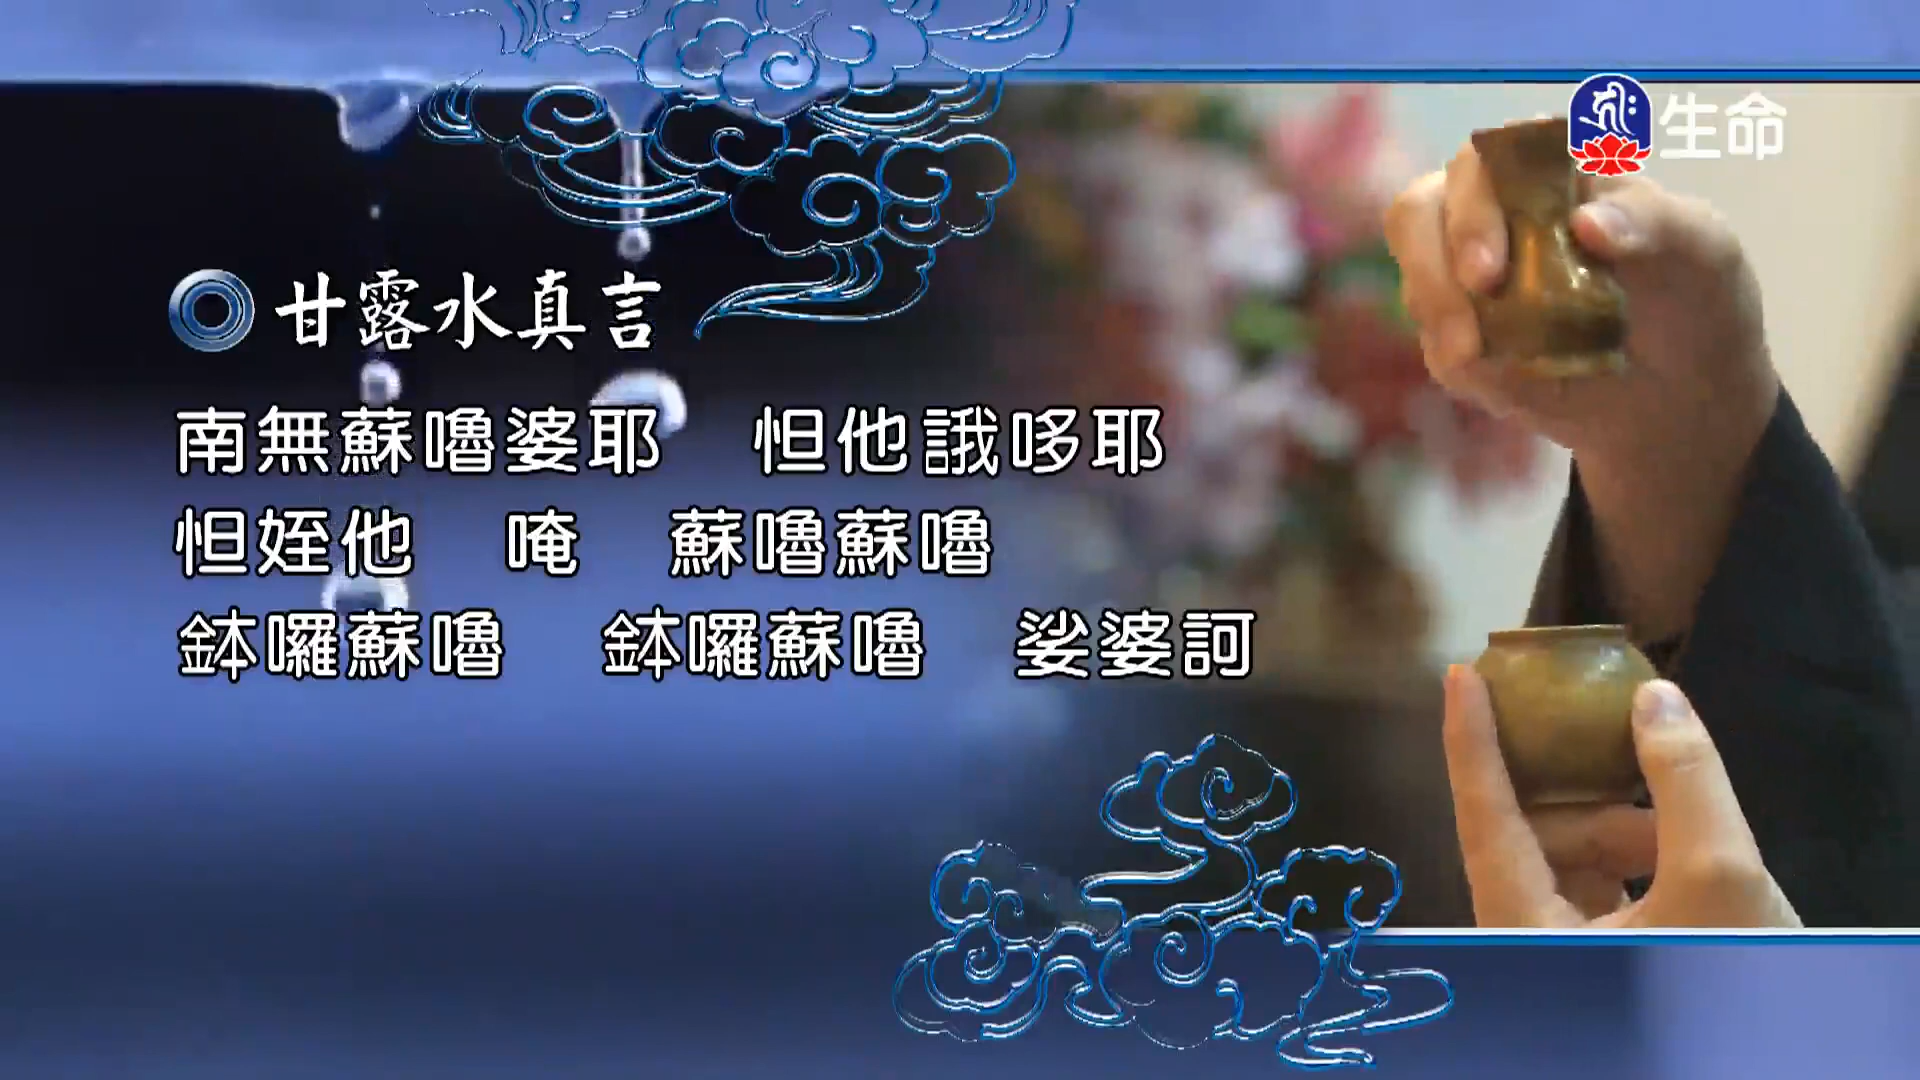 生命
甘露水真言
南無蘇嚕婆耶　怛他誐哆耶
怛姪他　唵　蘇嚕蘇嚕
鉢囉蘇嚕　鉢囉蘇嚕　娑婆訶